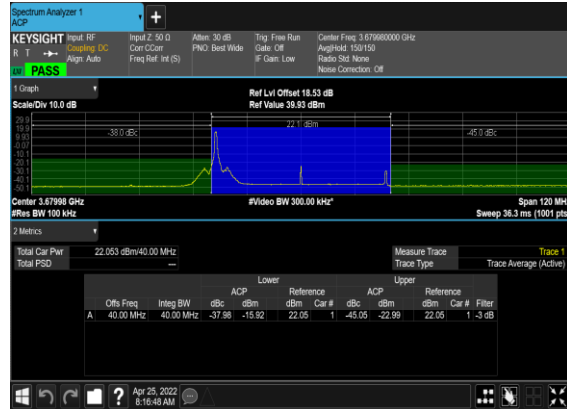 Spectrum Analyzer 1
ACP
KEYSIGHT Input: RF Input Z: 50 Ω Atten: 30 dB Trig: Free Run Center Freq: 3.679980000 GHz
R T Coupling: DC Corr CCorr PNO: Best Wide Gate: Off Avg|Hold: 150/150
Align: Auto Freq Ref: Int (S) IF Gain: Low Radio Std: None
LXI PASS Noise Correction: Off
1 Graph
Scale/Div 10.0 dB
Ref Lvl Offset 18.53 dB
Ref Value 39.93 dBm
29.9
19.9
9.93
-0.07
-10.1
-20.1
-30.1
-40.1
-50.1
-38.0 dBc
22.1 dBm
-45.0 dBc
Center 3.67998 GHz #Video BW 300.00 kHz* Span 120 MH
#Res BW 100 kHz Sweep 36.3 ms (1001 pts
2 Metrics
Total Car Pwr 22.053 dBm/40.00 MHz Measure Trace Trace 1
Total PSD --- Trace Type Trace Average (Active)
Lower Upper
ACP Reference ACP Reference
Offs Freq Integ BW dBc dBm dBm Car # dBc dBm dBm Car # Filter
A 40.00 MHz 40.00 MHz -37.98 -15.92 22.05 1 -45.05 -22.99 22.05 1 -3 dB
?
Apr 25, 2022
8:16:48 AM